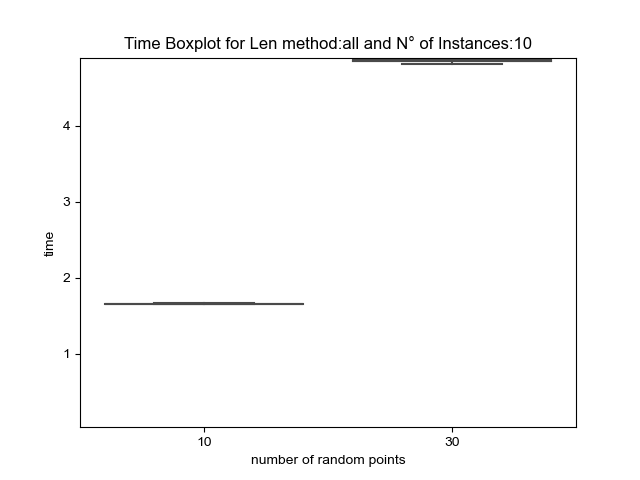 Time Boxplot for Len method:all and N° of Instances:10
4
3
2
1
time
10
30
number of random points